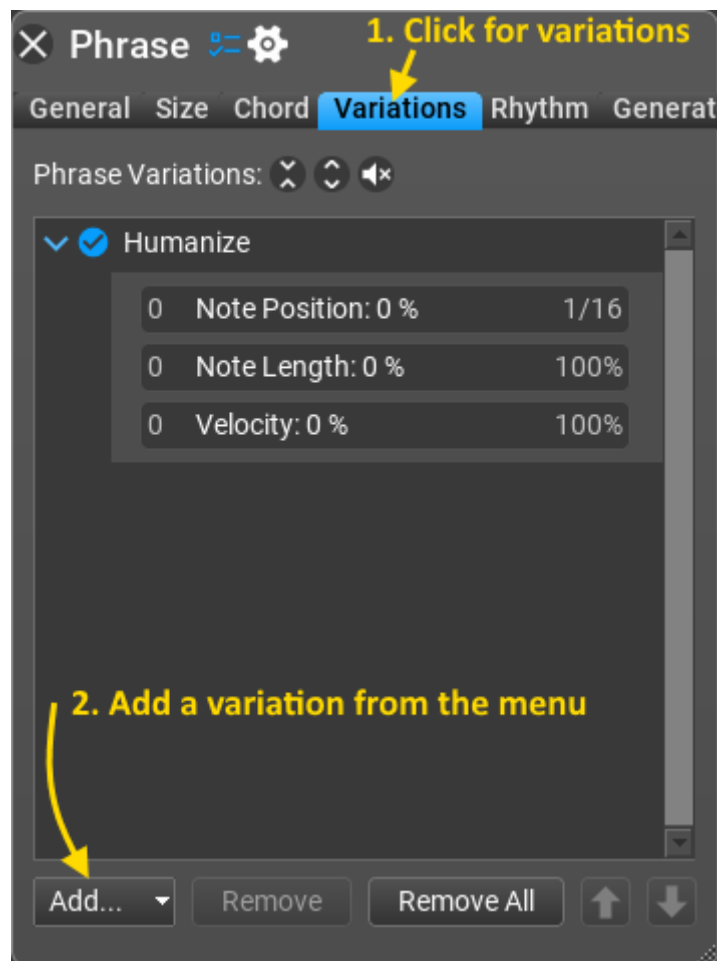 Phrase
1. Click for variations
General Size Chord Variations Rhythm Generat
Phrase Variations:
Humanize
0 Note Position: 0 % 1/16
0 Note Length: 0 % 100%
0 Velocity: 0 % 100%
2. Add a variation from the menu
Add... Remove Remove All